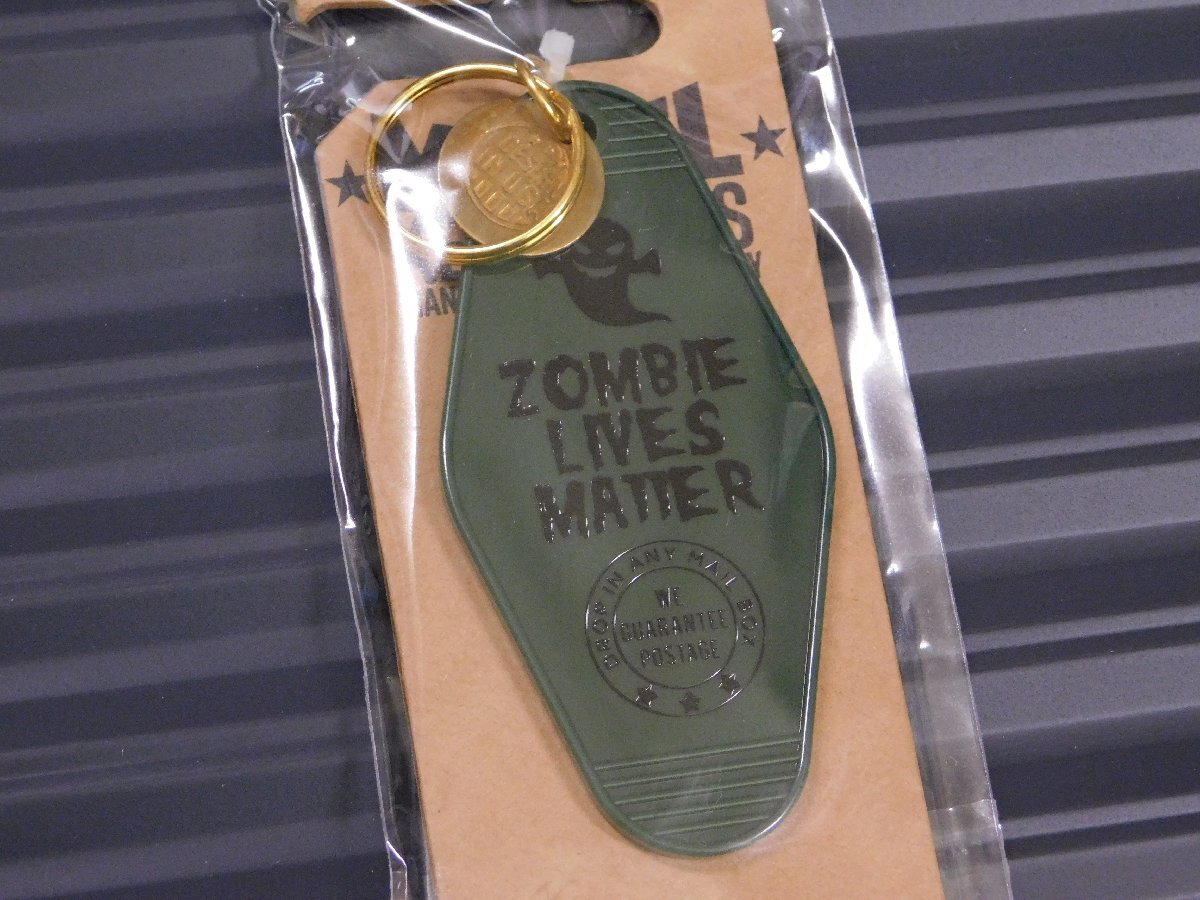 ZOMBIE
LIVES
MATTER
DROP IN ANY MAIL BOX
WE
GUARANTEE
POSTAGE